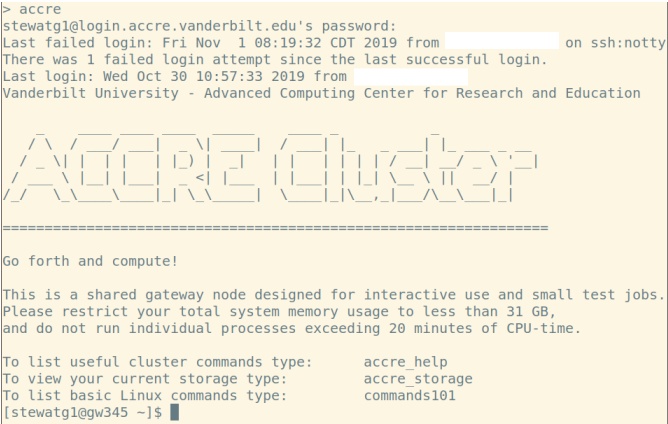 > accre
stewatg1@login.accre.vanderbilt.edu's password:
Last failed login: Fri Nov  1 08:19:32 CDT 2019 from                on ssh:notty
There was 1 failed login attempt since the last successful login.
Last login: Wed Oct 30 10:57:33 2019 from
Vanderbilt University - Advanced Computing Center for Research and Education
ACCRE Cluster
=================================================================
Go forth and compute!
This is a shared gateway node designed for interactive use and small test jobs.
Please restrict your total system memory usage to less than 31 GB,
and do not run individual processes exceeding 20 minutes of CPU-time.
To list useful cluster commands type:      accre_help
To view your current storage type:         accre_storage
To list basic Linux commands type:         commands101
[stewatg1@gw345 ~]$